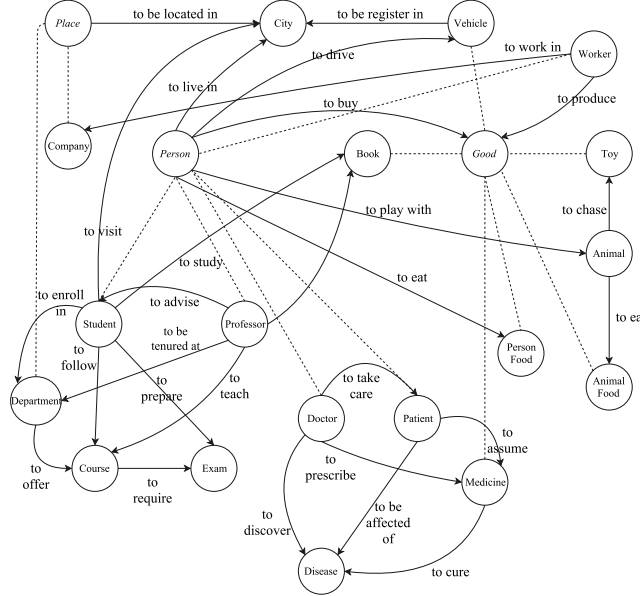 Place
to be located in
City
to be register in
Vehicle
to drive
to work in
Worker
to live in
to buy
to produce
Company
Person
Book
Good
Toy
to play with
to chase
to visit
to study
Animal
to eat
to enroll
in
to advise
to ea
Student
Professor
to be
tenured at
to
follow
Person
Food
to
prepare
to
teach
to take
care
Animal
Food
Department
Doctor
Patient
to
assume
to
offer
Course
Exam
to
prescribe
Medicine
to
require
to
discover
to be
affected
of
Disease
to cure